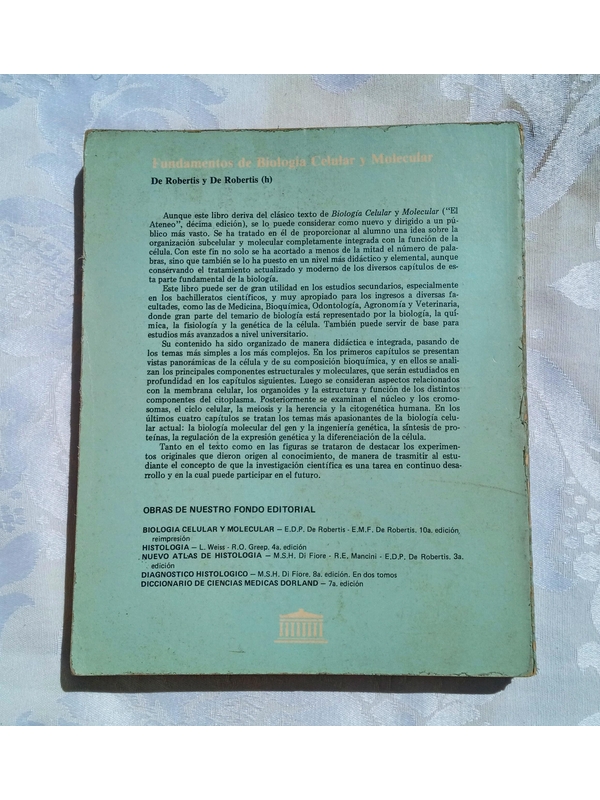 Fundamentos de Biología Celular y Molecular
De Robertis y De Robertis (h)
Aunque este libro deriva del clásico texto de Biología Celular y Molecular ("El
Ateneo", décima edición), se lo puede considerar como nuevo y dirigido a un pú-
blico más vasto. Se ha tratado en él de proporcionar al alumno una idea sobre la
organización subcelular y molecular completamente integrada con la función de la
célula. Con este fin no solo se ha acortado a menos de la mitad el número de pala-
bras, sino que también se lo ha puesto en un nivel más didáctico y elemental, aunque
conservando el tratamiento actualizado y moderno de los diversos capítulos de es-
ta parte fundamental de la biología.
Este libro puede ser de gran utilidad en los estudios secundarios, especialmente
en los bachilleratos científicos, y muy apropiado para los ingresos a diversas fa-
cultades, como las de Medicina, Bioquímica, Odontología, Agronomía y Veterinaria,
donde gran parte del temario de biología está representado por la biología, la quí-
mica, la fisiología y la genética de la célula. También puede servir de base para
estudios más avanzados a nivel universitario.
Su contenido ha sido organizado de manera didáctica e integrada, pasando de
los temas más simples a los más complejos. En los primeros capítulos se presentan
vistas panorámicas de la célula y de su composición bioquímica, y en ellos se anali-
zan los principales componentes estructurales y moleculares, que serán estudiados en
profundidad en los capítulos siguientes. Luego se consideran aspectos relacionados
con la membrana celular, los organoides y la estructura y función de los distintos
componentes del citoplasma. Posteriormente se examinan el núcleo y los cromo-
somas, el ciclo celular, la meiosis y la herencia y la citogenética humana. En los
últimos cuatro capítulos se tratan los temas más apasionantes de la biología celu-
lar actual: la biología molecular del gen y la ingeniería genética, la síntesis de pro-
teínas, la regulación de la expresión genética y la diferenciación de la célula.
Tanto en el texto como en las figuras se trataron de destacar los experimen-
tos originales que dieron origen al conocimiento, de manera de trasmitir al estu-
diante el concepto de que la investigación científica es una tarea en continuo desa-
rrollo y en la cual puede participar en el futuro.
OBRAS DE NUESTRO FONDO EDITORIAL
BIOLOGIA CELULAR Y MOLECULAR – E.D.P. De Robertis - E.M.F. De Robertis. 10a. edición,
reimpresión
HISTOLOGIA – L. Weiss - R.O. Greep, 4a. edición
NUEVO ATLAS DE HISTOLOGIA – M.S.H. Di Fiore - R.E, Mancini - E.D.P. De Robertis. 3a.
edición
DIAGNOSTICO HISTOLOGICO – M.S.H. Di Fiore. 8a. edición. En dos tomos
DICCIONARIO DE CIENCIAS MEDICAS DORLAND – 7a. edición